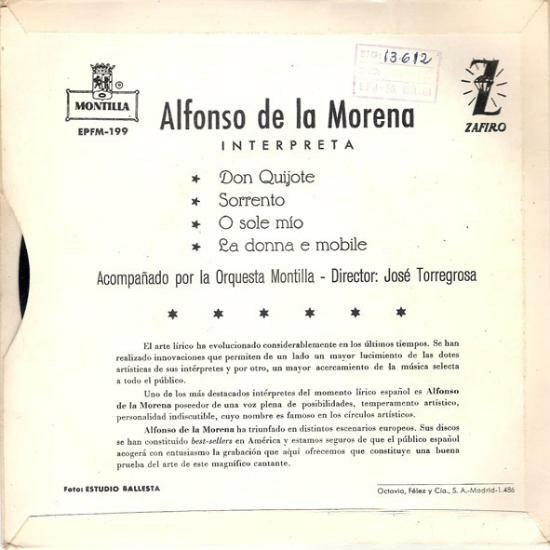 MONTILLA
EPFM-199
13.612
Z
ZAFIRO
Alfonso de la Morena
INTERPRETA
★ Don Quijote
★ Sorrento
★ O sole mío
★ La donna e mobile
Acompañado por la Orquesta Montilla - Director: José Torregrosa
★ ★ ★ ★ ★ ★
El arte lírico ha evolucionado considerablemente en los últimos tiempos. Se han
realizado innovaciones que permiten de un lado un mayor lucimiento de las dotes
artísticas de sus intérpretes y por otro, un mayor acercamiento de la música selecta
a todo el público.
Uno de los más destacados intérpretes del momento lírico español es Alfonso
de la Morena poseedor de una voz plena de posibilidades, temperamento artístico,
personalidad indiscutible, cuyo nombre es famoso en los círculos artísticos.
Alfonso de la Morena ha triunfado en distintos escenarios europeos. Sus discos
se han constituido best-sellers en América y estamos seguros de que el público español
acogerá con entusiasmo la grabación que aquí ofrecemos que constituye una buena
prueba del arte de este magnífico cantante.
Foto: ESTUDIO BALLESTA
Octavio, Félez y Cía., S. A.-Madrid-1.486